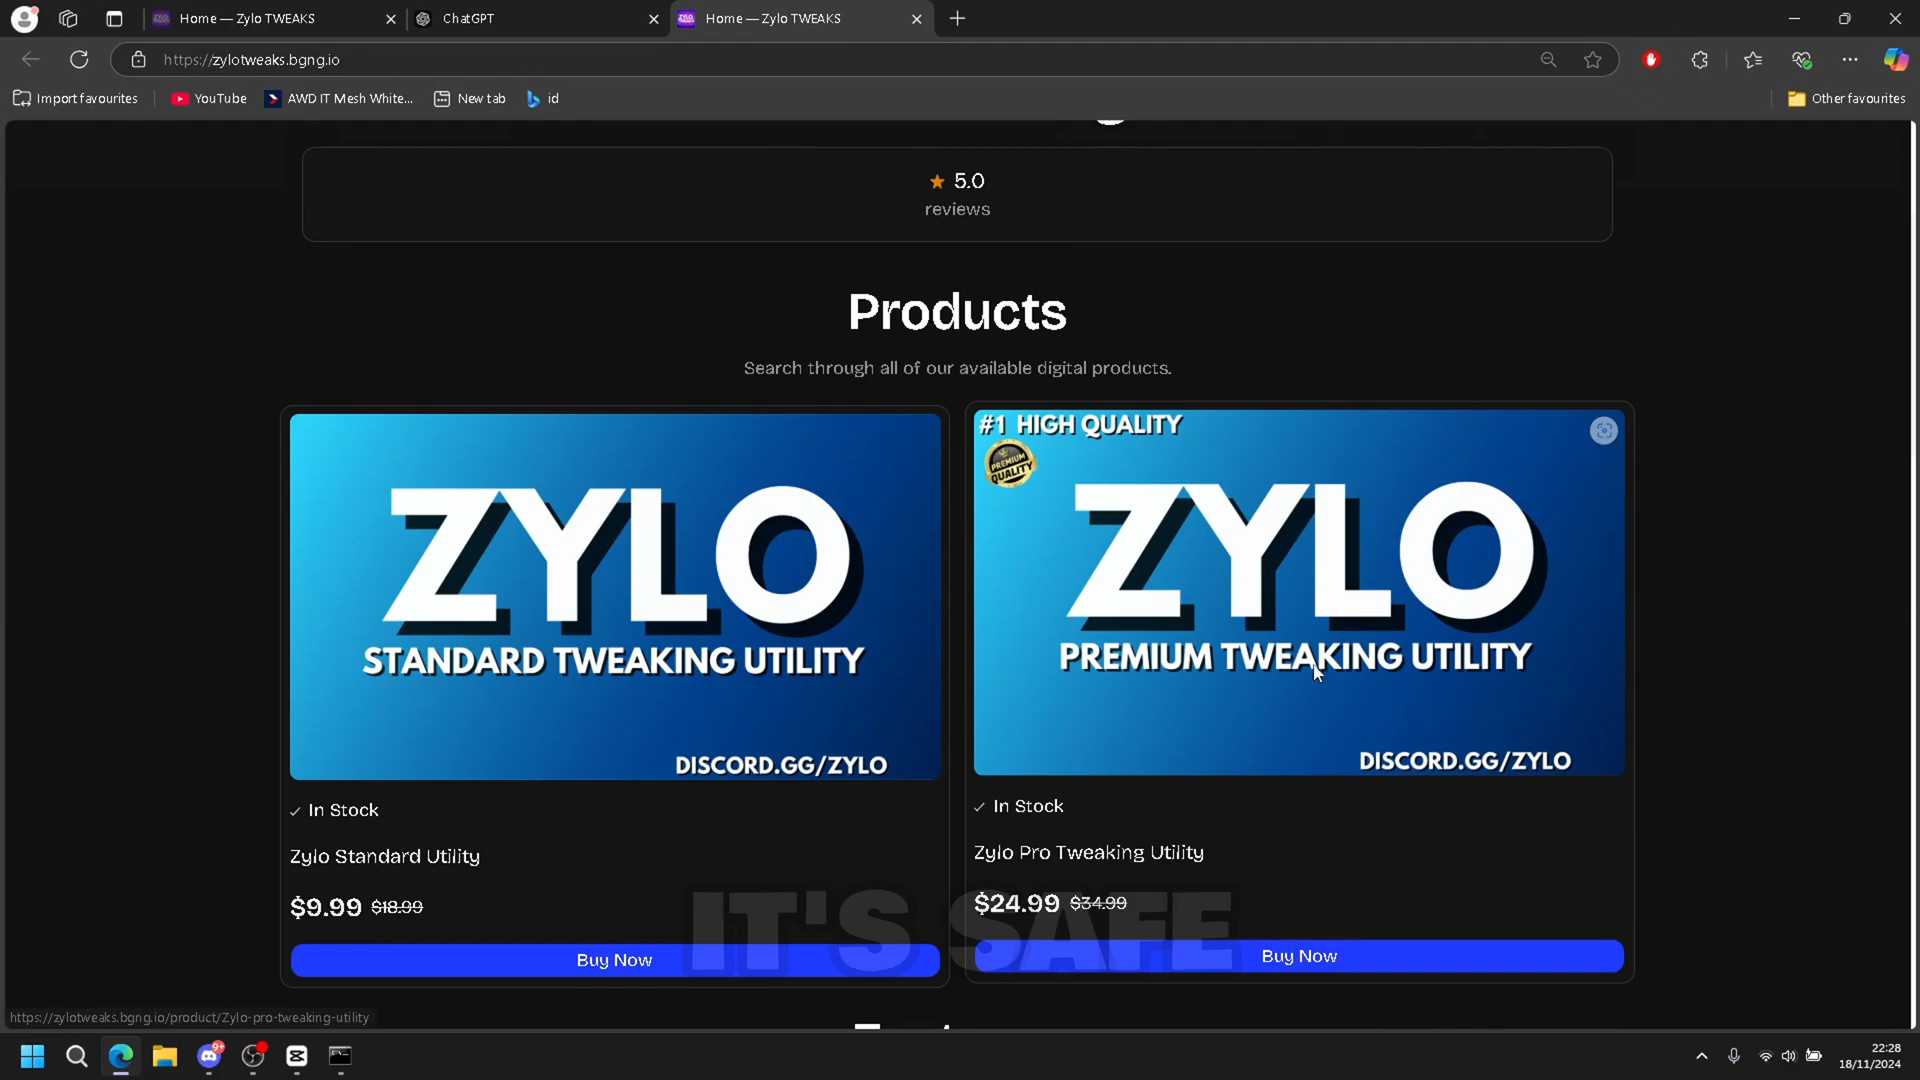 Home — Zylo TWEAKS
ChatGPT
Home — Zylo TWEAKS
https://zylotweaks.bgng.io
Import favourites
YouTube
AWD IT Mesh White...
New tab
id
Other favourites
5.0
reviews
Products
Search through all of our available digital products.
ZYLO
STANDARD TWEAKING UTILITY
DISCORD.GG/ZYLO
In Stock
Zylo Standard Utility
$9.99 $18.99
Buy Now
#1 HIGH QUALITY
PREMIUM QUALITY
ZYLO
PREMIUM TWEAKING UTILITY
DISCORD.GG/ZYLO
In Stock
Zylo Pro Tweaking Utility
$24.99 $34.99
Buy Now
IT'S SAFE
https://zylotweaks.bgng.io/product/Zylo-pro-tweaking-utility
9+
22:28
18/11/2024